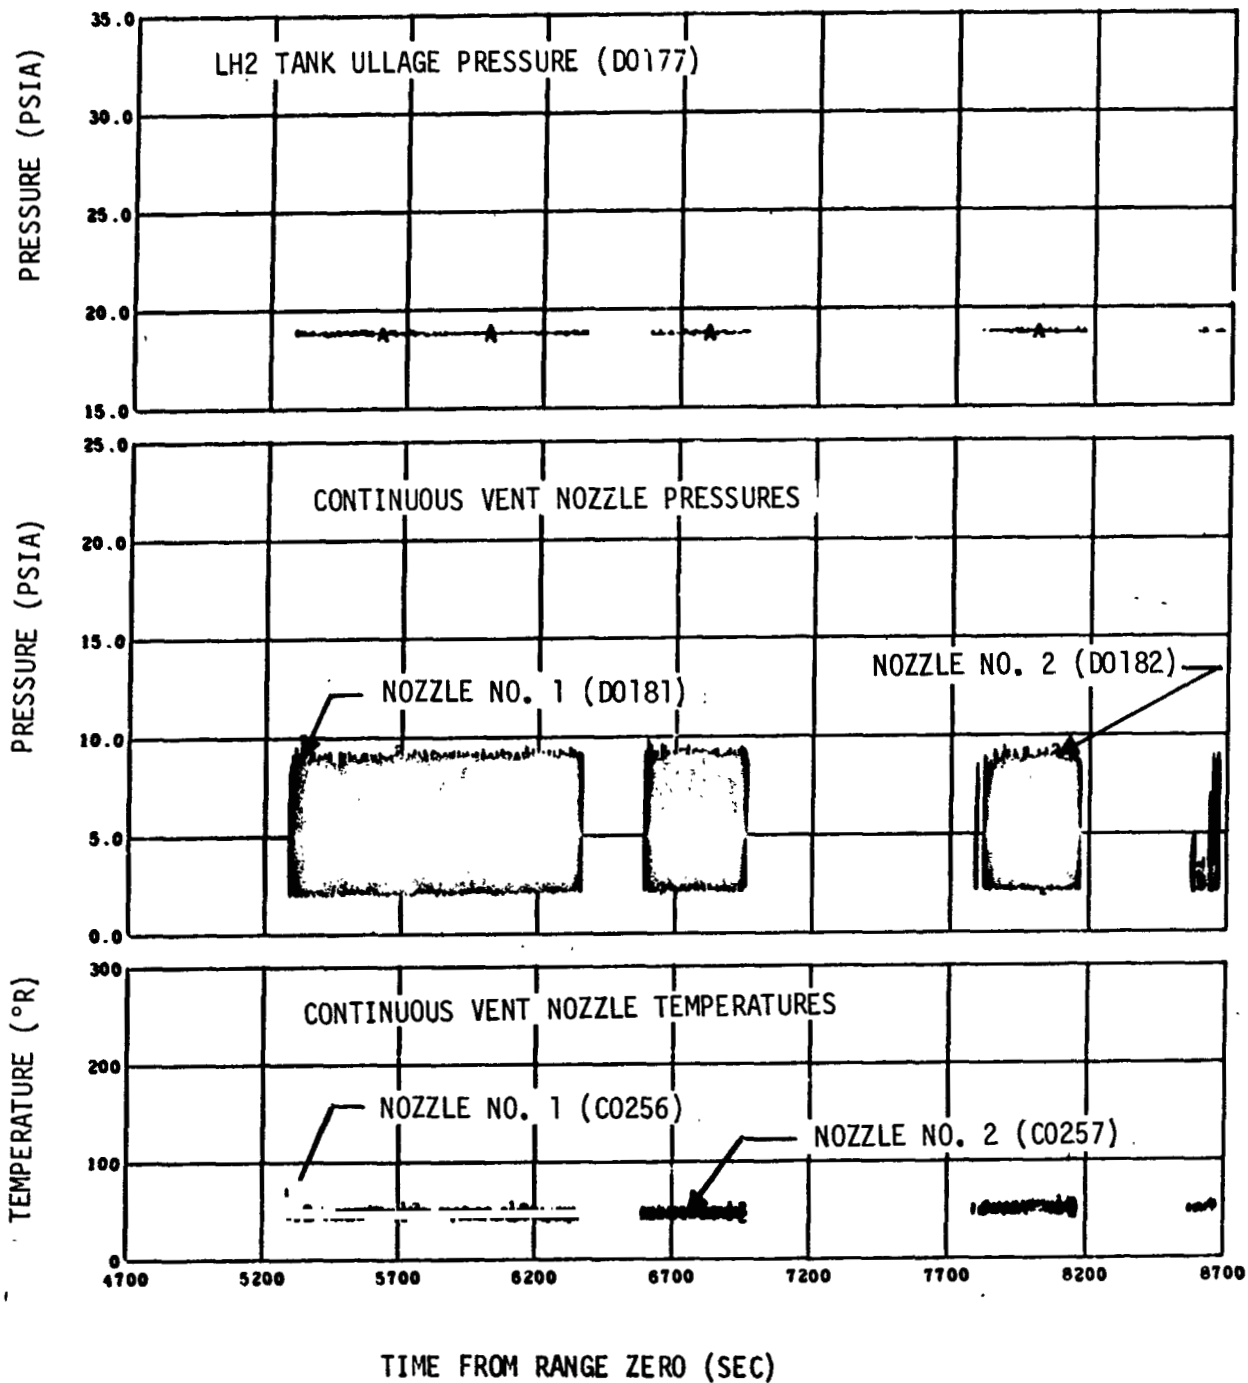 35.0
LH2 TANK ULLAGE PRESSURE (D0177)
30.0
PRESSURE (PSIA)
25.0
20.0
A A A A
15.0
25.0
CONTINUOUS VENT NOZZLE PRESSURES
20.0
PRESSURE (PSIA)
15.0
NOZZLE NO. 2 (D0182)
NOZZLE NO. 1 (D0181)
10.0
5.0
0.0
300
CONTINUOUS VENT NOZZLE TEMPERATURES
TEMPERATURE (°R)
200
NOZZLE NO. 1 (C0256)
NOZZLE NO. 2 (C0257)
100
0
4700 5200 5700 6200 6700 7200 7700 8200 8700
TIME FROM RANGE ZERO (SEC)